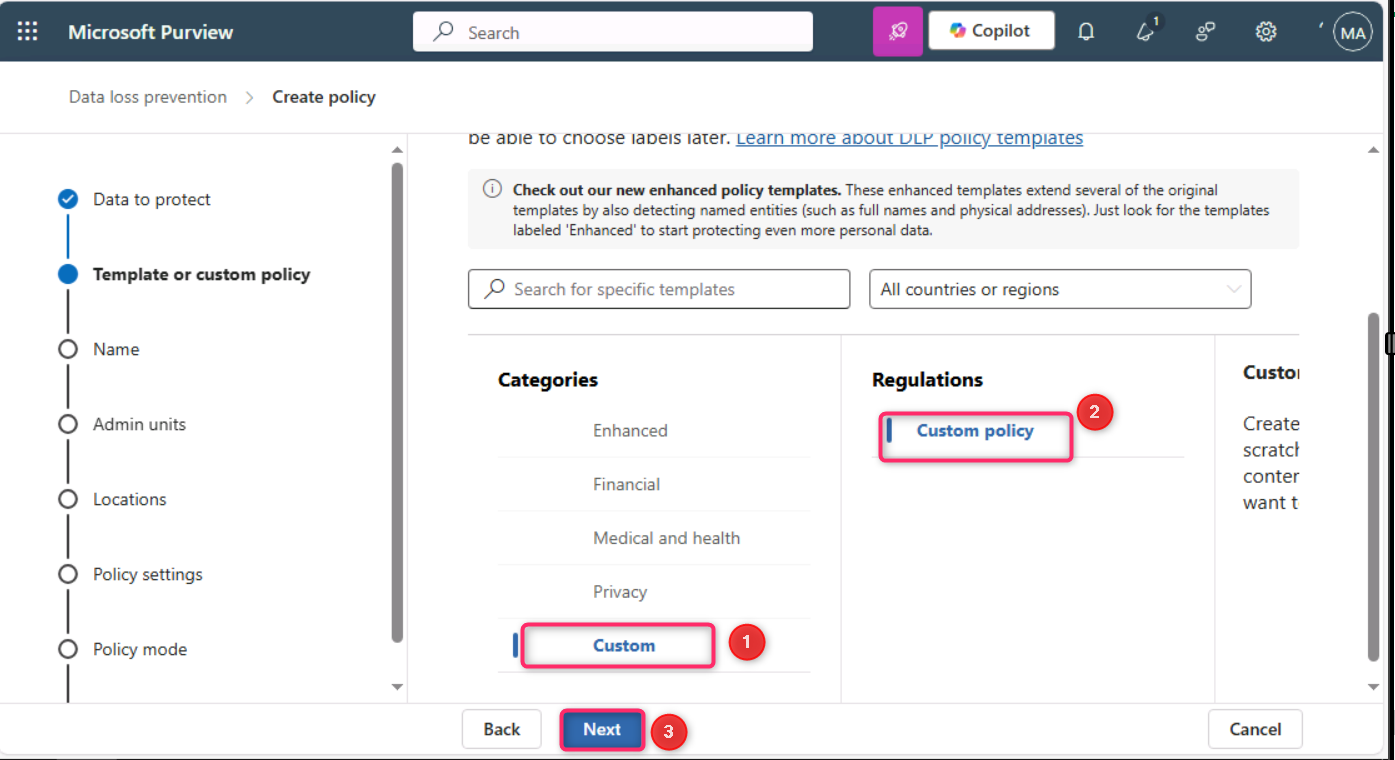 Microsoft Purview
Search
Copilot
1
MA
Data loss prevention > Create policy
be able to choose labels later. Learn more about DLP policy templates
Check out our new enhanced policy templates. These enhanced templates extend several of the original
templates by also detecting named entities (such as full names and physical addresses). Just look for the templates
labeled 'Enhanced' to start protecting even more personal data.
Search for specific templates
All countries or regions
Data to protect
Template or custom policy
Name
Admin units
Locations
Policy settings
Policy mode
Categories
Enhanced
Financial
Medical and health
Privacy
Custom
1
Regulations
Custom policy
2
Create
want t
Back
Next
3
Cancel